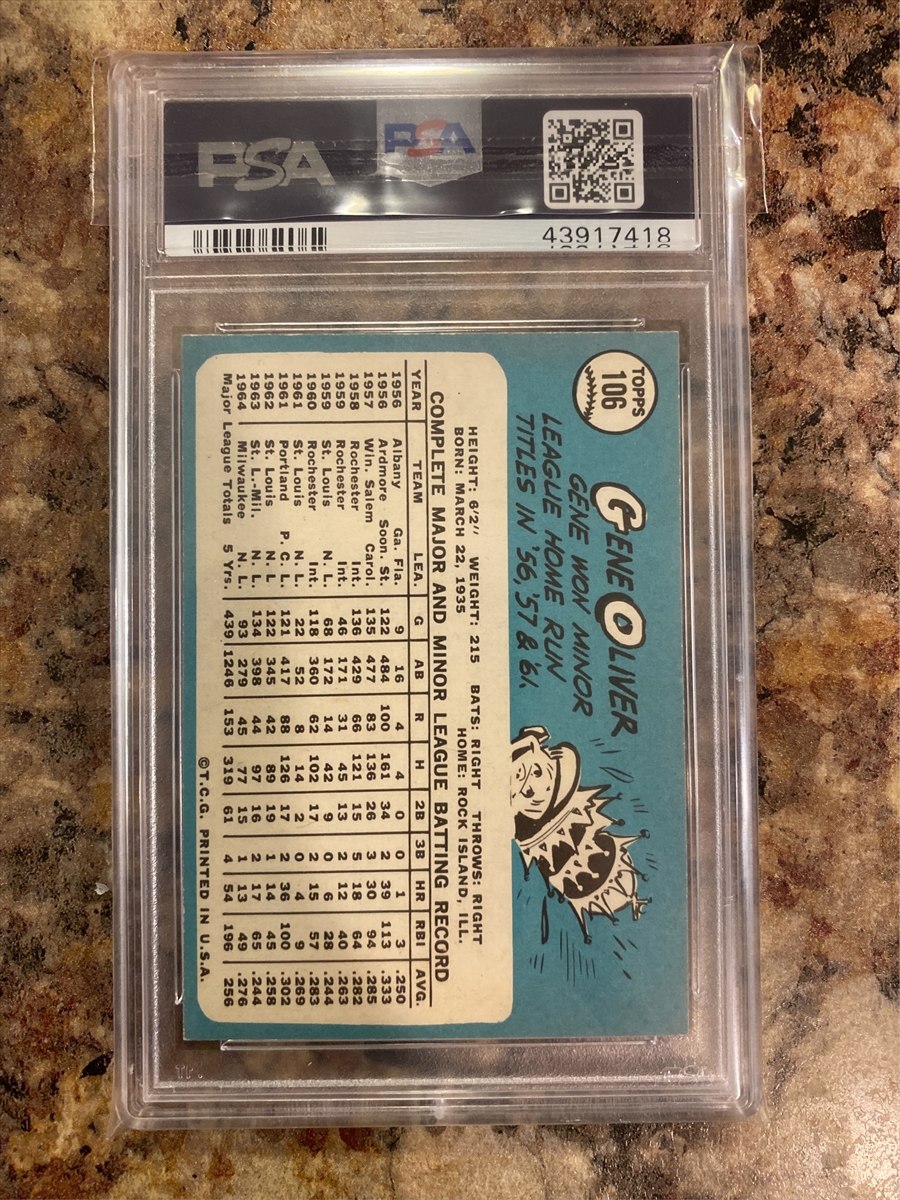 PSA
PSA
43917418
TOPPS
106
GENE OLIVER
GENE WON MINOR
LEAGUE HOME RUN
TITLES IN '56, '57 & '61.
HEIGHT: 6'2" WEIGHT: 215 BATS: RIGHT THROWS: RIGHT
BORN: MARCH 22, 1935 HOME: ROCK ISLAND, ILL.
COMPLETE MAJOR AND MINOR LEAGUE BATTING RECORD
YEAR TEAM LEA. G AB R H 2B 3B HR RBI AVG.
1956 Albany Ga. Fla. 9 16 4 4 0 0 1 3 .250
1956 Ardmore Soon. St. 122 484 100 161 34 2 39 113 .333
1957 Win. Salem Carol. 135 477 83 136 26 3 30 94 .285
1958 Rochester Int. 136 429 66 121 15 5 18 64 .282
1959 Rochester Int. 46 171 31 45 13 2 12 40 .263
1959 St. Louis N. L. 68 172 14 42 9 0 6 28 .244
1960 Rochester Int. 118 360 62 102 17 2 15 57 .283
1961 St. Louis N. L. 22 52 8 14 2 0 4 9 .269
1961 Portland P. C. L. 121 417 88 126 17 2 36 100 .302
1962 St. Louis N. L 122 345 42 89 19 1 14 45 .258
1963 St. L.-Mil. N. L. 134 398 44 97 16 2 17 65 .244
1964 Milwaukee N. L. 93 279 45 77 15 1 13 49 .276
Major League Totals 5 Yrs. 439 1246 153 319 61 4 54 196 .256
©T.C.G. PRINTED IN U.S.A.